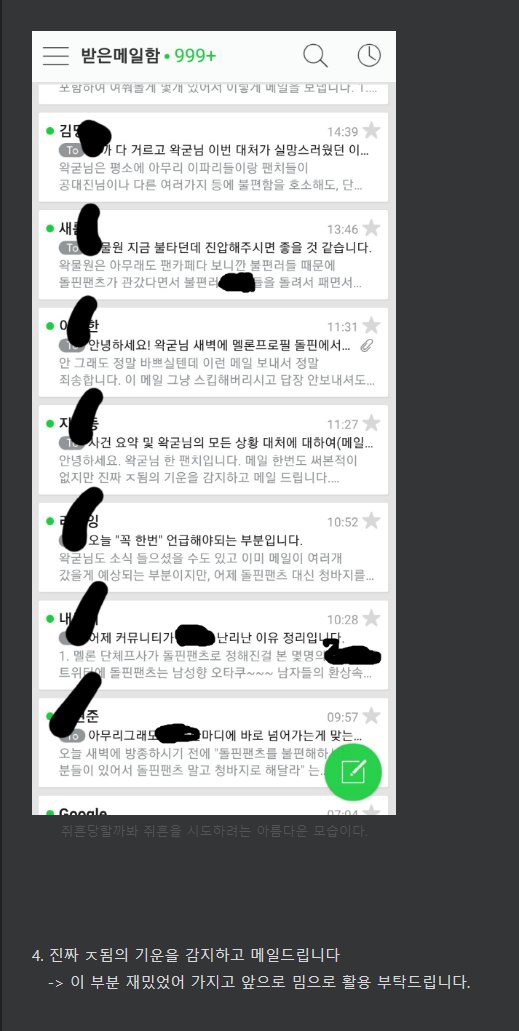 받은메일함 • 999+
포함하여 여쭤볼게 몇개 있어서 이렇게 메일을 보냅니다. 1....
14:39
To 다 거르고 왁굳님 이번 대처가 실망스러웠던 이...
왁굳님은 평소에 아무리 이파리들이랑 팬치들이
공대진님이나 다른 여러가지 등에 불편함을 호소해도, 단...
13:46
To 물원 지금 불타던데 진압해주시면 좋을 것 같습니다.
왁물원은 아무래도 팬카페다 보니깐 불편러들 때문에
돌핀팬츠가 관갔다면서 불편러 들을 돌려서 패면서...
11:31
안녕하세요! 왁굳님 새벽에 멜론프로필 돌핀에서...
안 그래도 정말 바쁘실텐데 이런 메일 보내서 정말
죄송합니다. 이 메일 그냥 스킵해버리시고 답장 안보내셔도...
11:27
To 사건 요약 및 왁굳님의 모든 상황 대처에 대하여(메일...
안녕하세요. 왁굳님 한 팬치입니다. 메일 한번도 써본적이
없지만 진짜 ㅈ됨의 기운을 감지하고 메일 드립니다....
10:52
오늘 "꼭 한번" 언급해야되는 부분입니다.
왁굳님도 소식 들으셨을 수도 있고 이미 메일이 여러개
갔을게 예상되는 부분이지만, 어제 돌핀팬츠 대신 청바지를...
10:28
어제 커뮤니티가 난리난 이유 정리입니다.
1. 멜론 단체프사가 돌핀팬츠로 정해진걸 본 몇명의
트위터에 돌핀팬츠는 남성향 오타쿠~~~ 남자들의 환상속...
09:57
To 아무리그래도 마디에 바로 넘어가는게 맞는...
오늘 새벽에 방종하시기 전에 "돌핀팬츠를 불편해하
분들이 있어서 돌핀팬츠 말고 청바지로 해달라" 는...
Google
07:04
쥐흔당할까봐 쥐흔을 시도하려는 아름다운 모습이다.
4. 진짜 ㅈ됨의 기운을 감지하고 메일드립니다
-> 이 부분 재밌었어 가지고 앞으로 밈으로 활용 부탁드립니다.